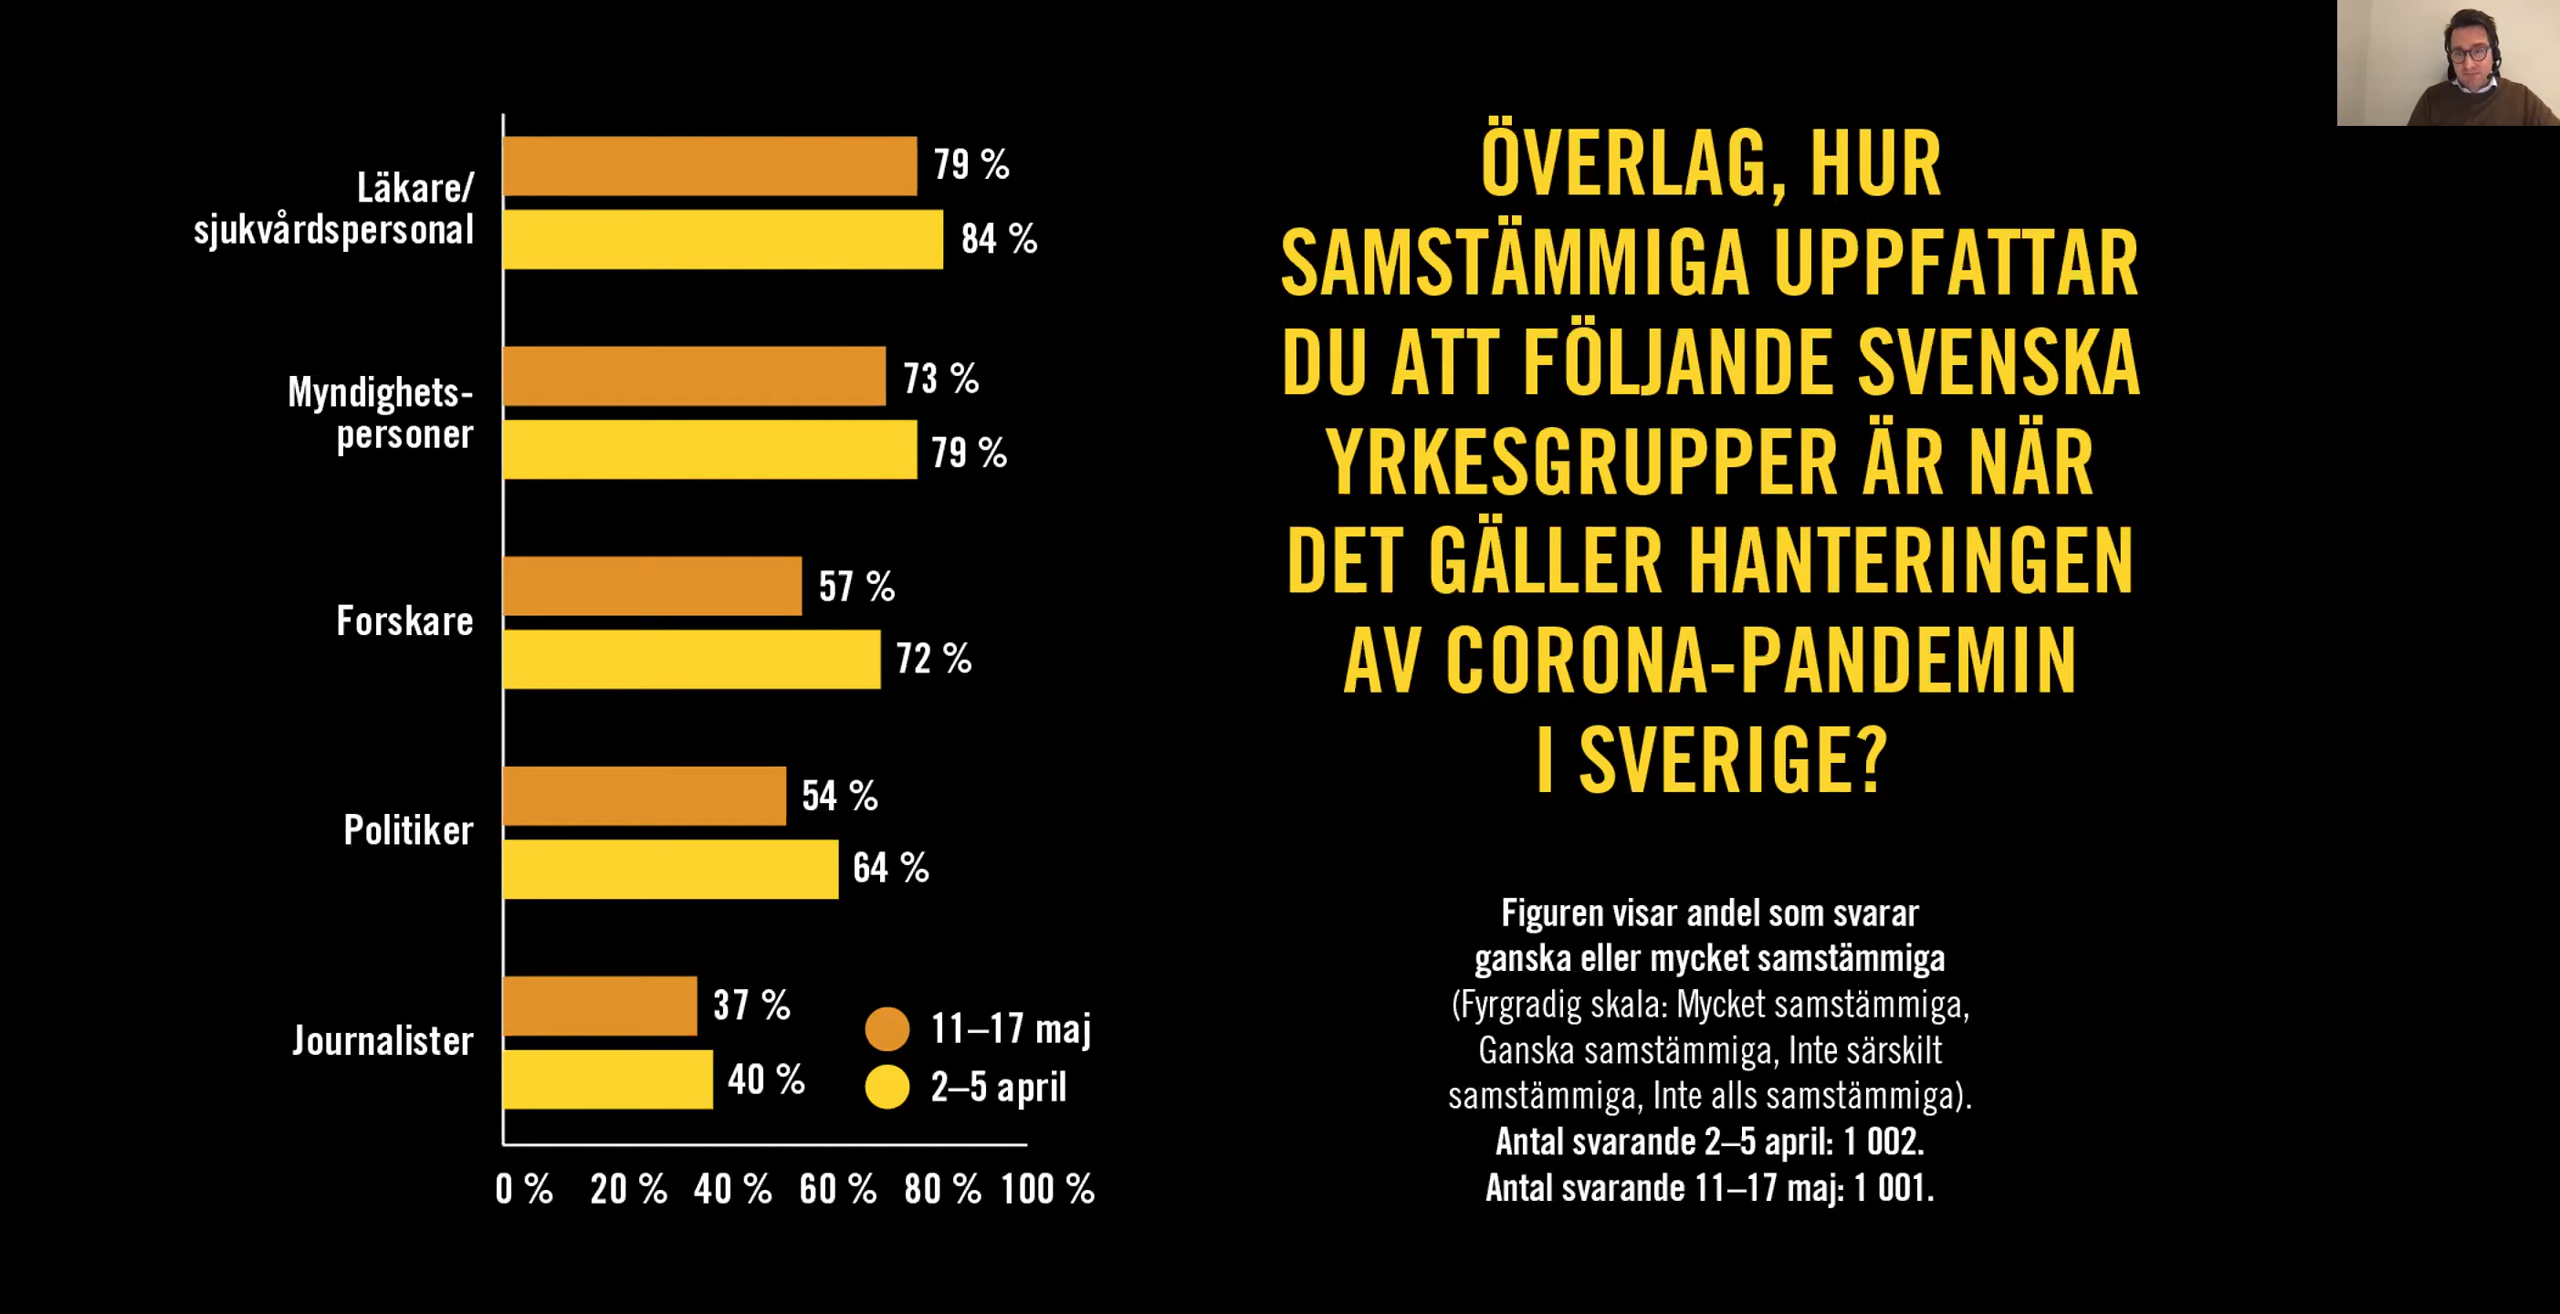 Läkare/
sjukvårdspersonal
79 %
84 %
Myndighets-
personer
73 %
79 %
Forskare
57 %
72 %
Politiker
54 %
64 %
Journalister
37 %
40 %
11–17 maj
2–5 april
0 % 20 % 40 % 60 % 80 % 100 %
ÖVERLAG, HUR
SAMSTÄMMIGA UPPFATTAR
DU ATT FÖLJANDE SVENSKA
YRKESGRUPPER ÄR NÄR
DET GÄLLER HANTERINGEN
AV CORONA-PANDEMIN
I SVERIGE?
Figuren visar andel som svarar
ganska eller mycket samstämmiga
(Fyrgradig skala: Mycket samstämmiga,
Ganska samstämmiga, Inte särskilt
samstämmiga, Inte alls samstämmiga).
Antal svarande 2–5 april: 1 002.
Antal svarande 11–17 maj: 1 001.